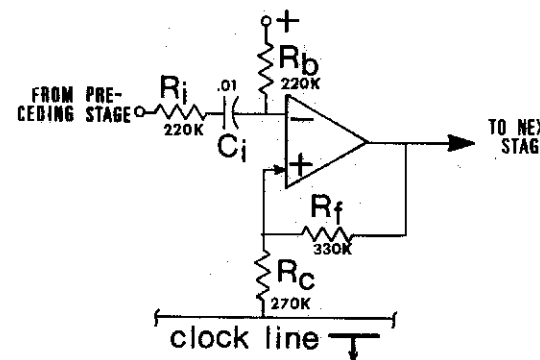 +
Rb
220K
Ri
.01
FROM PRE-
CEDING STAGE
220K
Ci
−
+
TO NEX
STAG
Rf
330K
Rc
270K
clock line